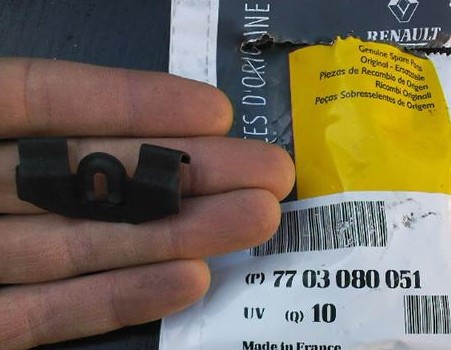 RENAULT
Genuine Spare Parts
Original - Ersatzteile
Piezas de Recambio de Origen
Ricambi Originali
Peças Sobresselentes de Origem
D'ORIGINE
(P) 77 03 080 051
UV (Q) 10
Made in France